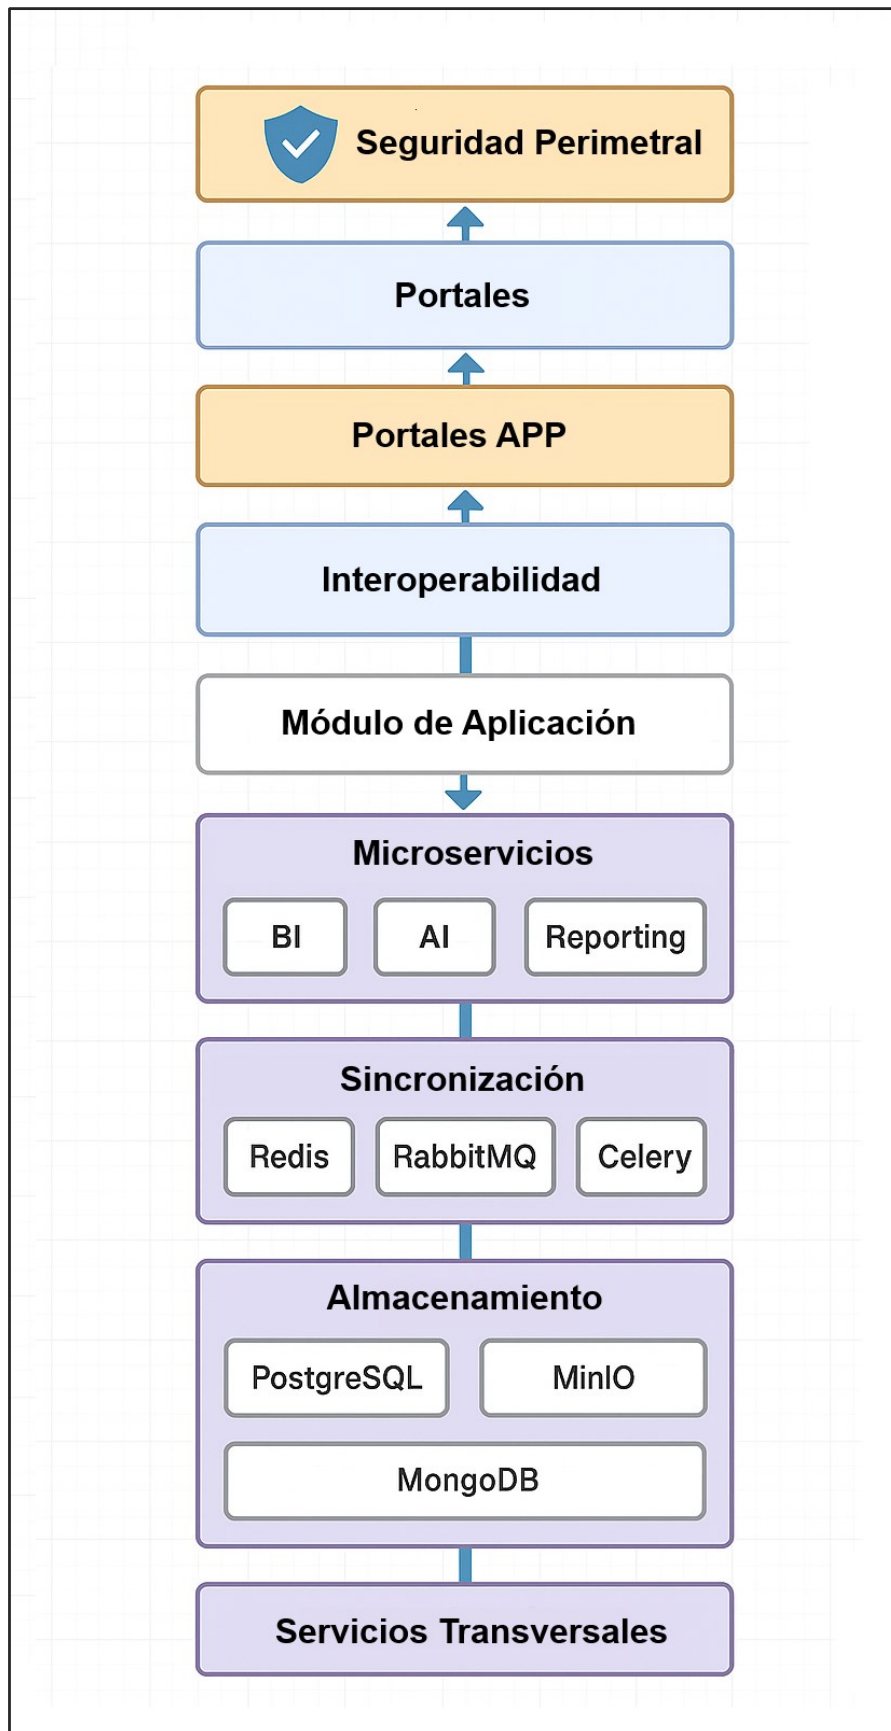 Seguridad Perimetral
Portales
Portales APP
Interoperabilidad
Módulo de Aplicación
Microservicios
BI
AI
Reporting
Sincronización
Redis
RabbitMQ
Celery
Almacenamiento
PostgreSQL
MinIO
MongoDB
Servicios Transversales